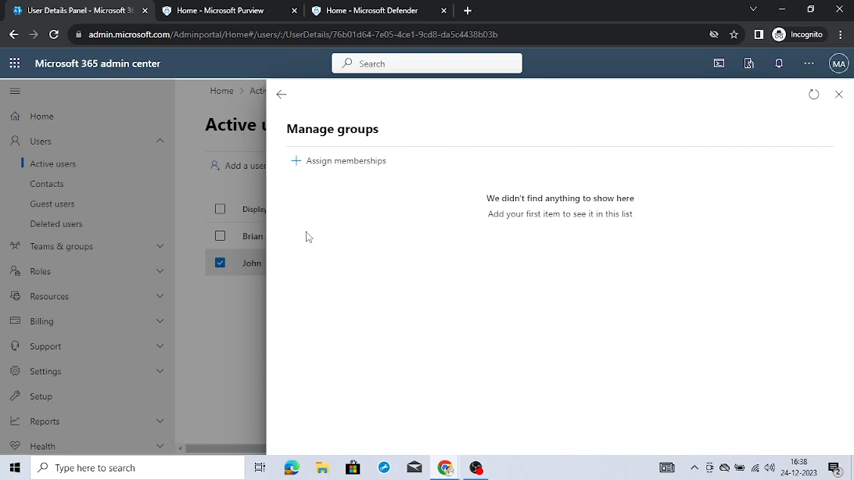 User Details Panel - Microsoft 3
Home - Microsoft Purview
Home - Microsoft Defender
admin.microsoft.com/Adminportal/Home#/users/:/UserDetails/76b01d64-7e05-4ce1-9cd8-da5c4438b03b
Incognito
Microsoft 365 admin center
Search
MA
Home > Acti
Home
Users
Active users
Contacts
Guest users
Deleted users
Teams & groups
Roles
Resources
Billing
Support
Settings
Setup
Reports
Health
Active u
Add a user
Displa
Brian
John
Manage groups
Assign memberships
We didn't find anything to show here
Add your first item to see it in this list
Type here to search
16:38
24-12-2023
2